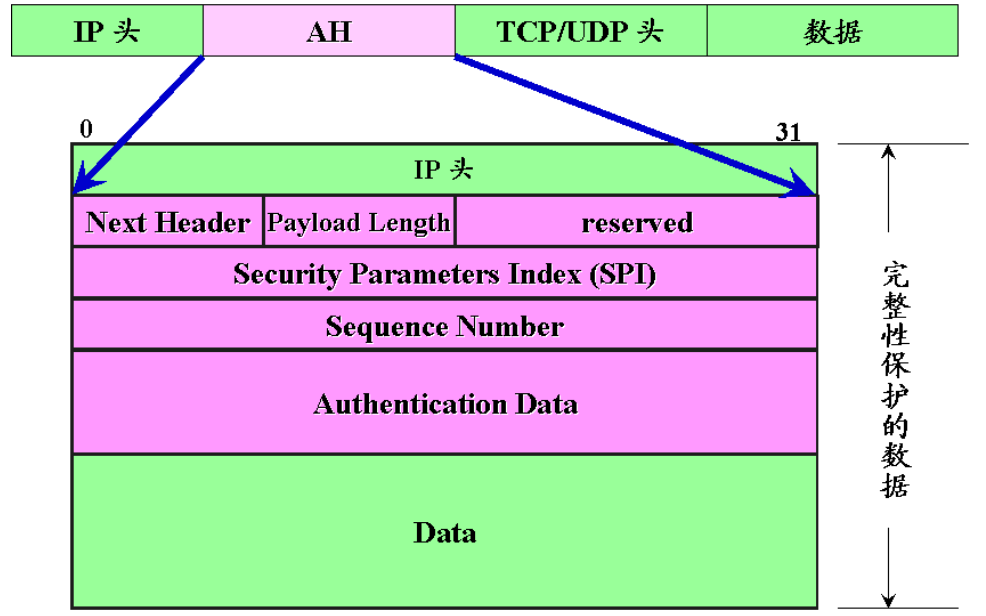 IP 头 AH TCP/UDP 头 数据
0 31
IP 头
Next Header Payload Length reserved
Security Parameters Index (SPI)
Sequence Number
Authentication Data
Data
完整性保护的数据